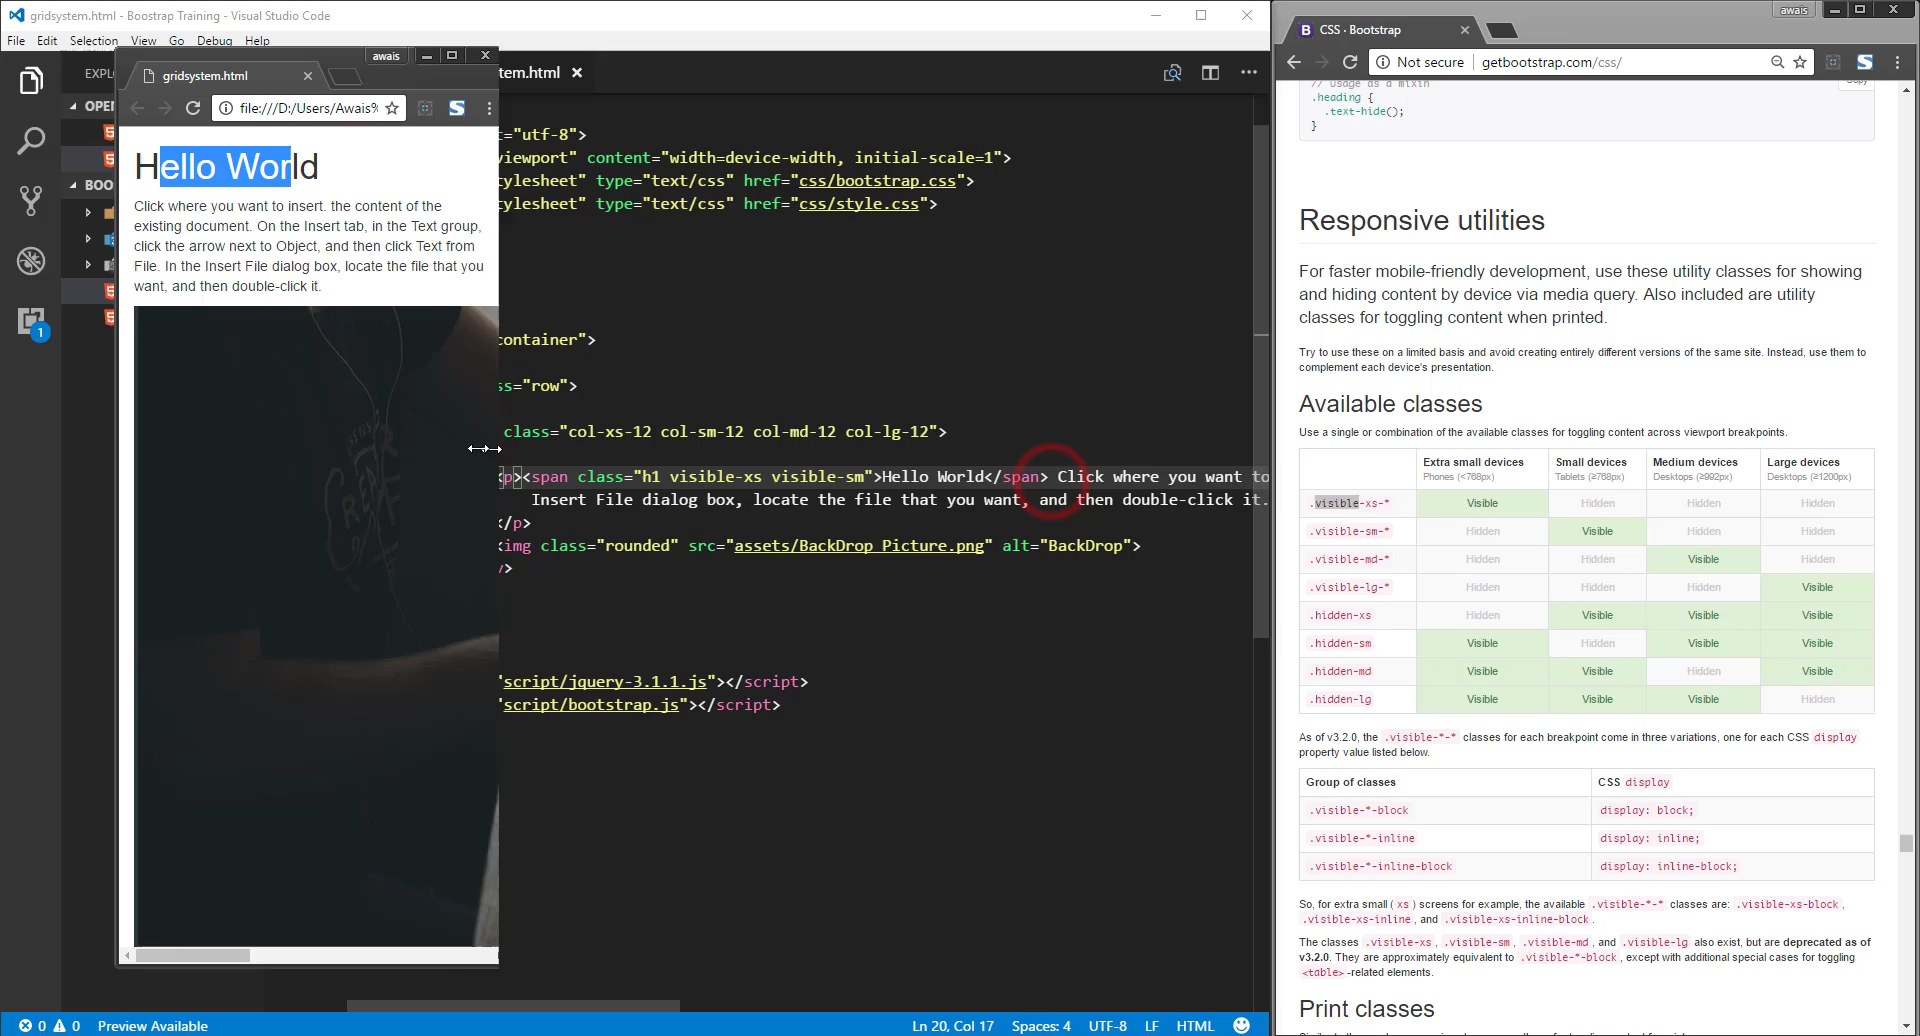 gridsystem.html - Boostrap Training - Visual Studio Code
File Edit Selection View Go Debug Help
EXPL
OPEN
BOO
1
tem.html
t="utf-8">
viewport" content="width=device-width, initial-scale=1">
tylesheet" type="text/css" href="css/bootstrap.css">
tylesheet" type="text/css" href="css/style.css">
container">
ss="row">
class="col-xs-12 col-sm-12 col-md-12 col-lg-12">
<p><span class="h1 visible-xs visible-sm">Hello World</span> Click where you want to
Insert File dialog box, locate the file that you want, and then double-click it.
</p>
<img class="rounded" src="assets/BackDrop Picture.png" alt="BackDrop">
v>
"script/jquery-3.1.1.js"></script>
"script/bootstrap.js"></script>
0 0 Preview Available
Ln 20, Col 17 Spaces: 4 UTF-8 LF HTML
awais
gridsystem.html
file:///D:/Users/Awais%
Hello World
Click where you want to insert. the content of the
existing document. On the Insert tab, in the Text group,
click the arrow next to Object, and then click Text from
File. In the Insert File dialog box, locate the file that you
want, and then double-click it.
awais
CSS · Bootstrap
Not secure getbootstrap.com/css/
// Usage as a mixin
.heading {
.text-hide();
}
Copy
Responsive utilities
For faster mobile-friendly development, use these utility classes for showing
and hiding content by device via media query. Also included are utility
classes for toggling content when printed.
Try to use these on a limited basis and avoid creating entirely different versions of the same site. Instead, use them to
complement each device's presentation.
Available classes
Use a single or combination of the available classes for toggling content across viewport breakpoints.
Extra small devices Small devices Medium devices Large devices
Phones (<768px) Tablets (≥768px) Desktops (≥992px) Desktops (≥1200px)
.visible-xs-* Visible Hidden Hidden Hidden
.visible-sm-* Hidden Visible Hidden Hidden
.visible-md-* Hidden Hidden Visible Hidden
.visible-lg-* Hidden Hidden Hidden Visible
.hidden-xs Hidden Visible Visible Visible
.hidden-sm Visible Hidden Visible Visible
.hidden-md Visible Visible Hidden Visible
.hidden-lg Visible Visible Visible Hidden
As of v3.2.0, the .visible-*-* classes for each breakpoint come in three variations, one for each CSS display
property value listed below.
Group of classes CSS display
.visible-*-block display: block;
.visible-*-inline display: inline;
.visible-*-inline-block display: inline-block;
So, for extra small ( xs ) screens for example, the available .visible-*-* classes are: .visible-xs-block ,
.visible-xs-inline , and .visible-xs-inline-block .
The classes .visible-xs , .visible-sm , .visible-md , and .visible-lg also exist, but are deprecated as of
v3.2.0. They are approximately equivalent to .visible-*-block , except with additional special cases for toggling
<table> -related elements.
Print classes